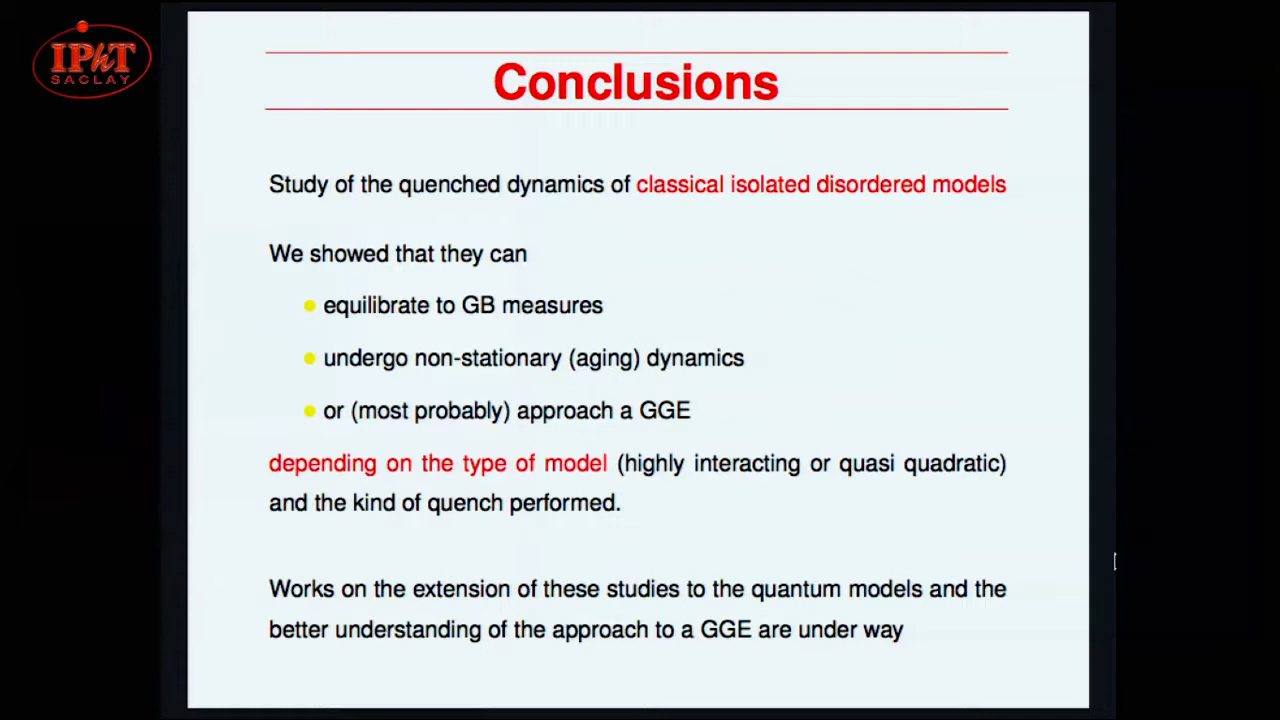 IPhT
SACLAY
Conclusions
Study of the quenched dynamics of classical isolated disordered models
We showed that they can
equilibrate to GB measures
undergo non-stationary (aging) dynamics
or (most probably) approach a GGE
depending on the type of model (highly interacting or quasi quadratic)
and the kind of quench performed.
Works on the extension of these studies to the quantum models and the
better understanding of the approach to a GGE are under way